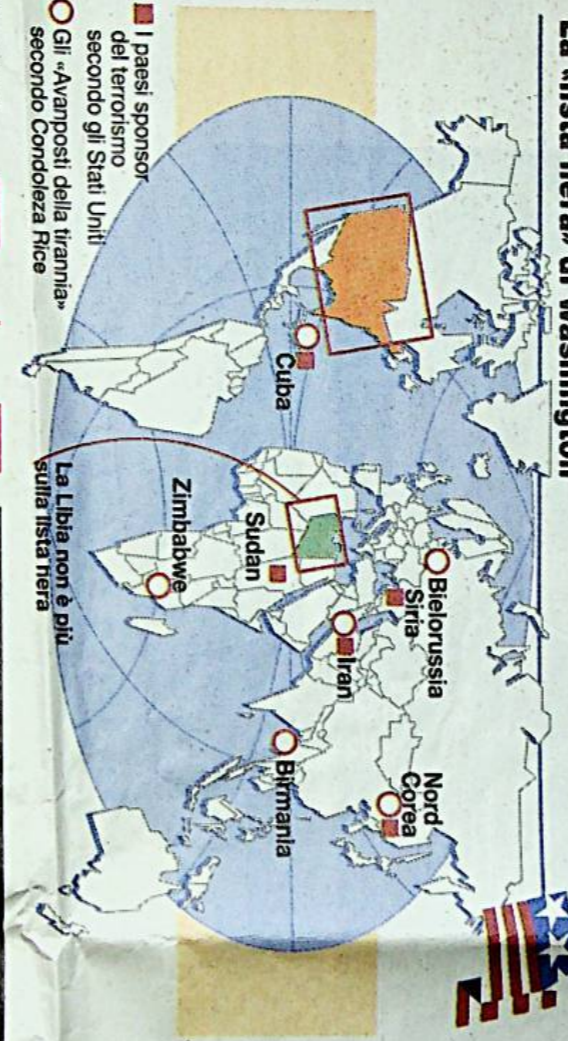 La «lista nera» di Washington
Cuba
Bielorussia
Siria
Iran
Nord
Corea
Birmania
Sudan
Zimbabwe
La Libia non è più
sulla lista nera
I paesi sponsor
del terrorismo
secondo gli Stati Uniti
Gli «Avanposti della tirannia»
secondo Condoleza Rice